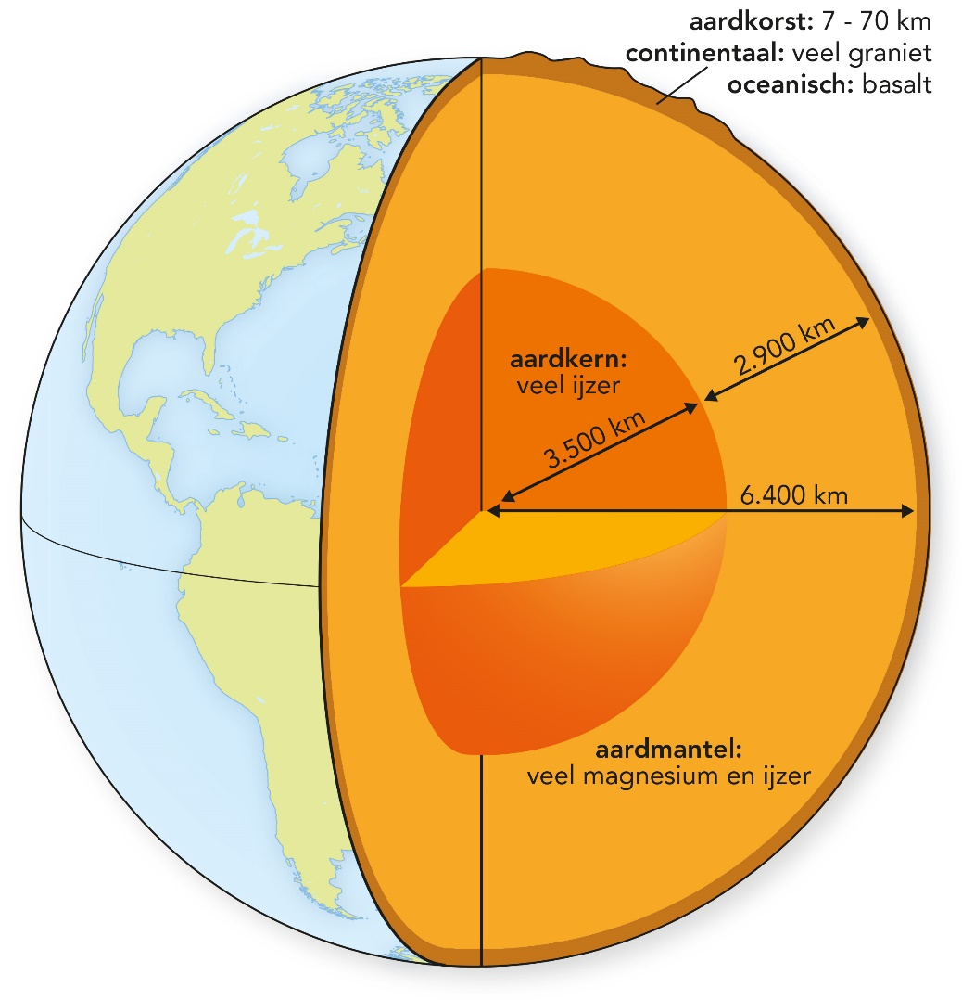 aardkorst: 7 - 70 km
continentaal: veel graniet
oceanisch: basalt
2.900 km
aardkern:
veel ijzer
3.500 km
6.400 km
aardmantel:
veel magnesium en ijzer